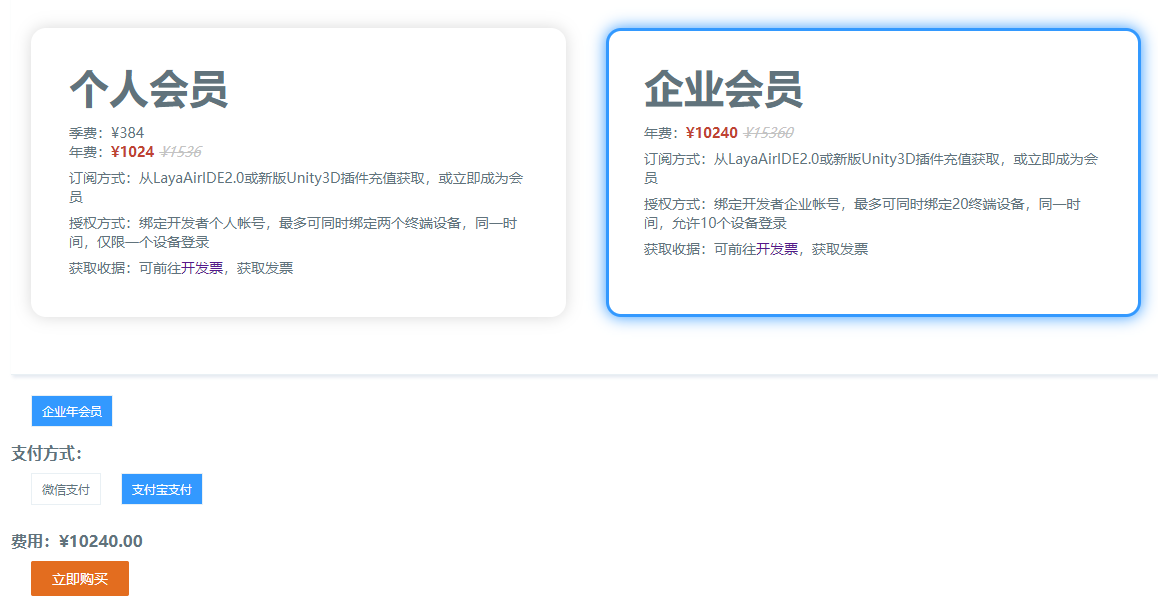 个人会员
季费：¥384
年费：¥1024 ¥1536
订阅方式：从LayaAirIDE2.0或新版Unity3D插件充值获取，或立即成为会
员
授权方式：绑定开发者个人帐号，最多可同时绑定两个终端设备，同一时
间，仅限一个设备登录
获取收据：可前往开发票，获取发票
企业会员
年费：¥10240 ¥15360
订阅方式：从LayaAirIDE2.0或新版Unity3D插件充值获取，或立即成为会
员
授权方式：绑定开发者企业帐号，最多可同时绑定20终端设备，同一时
间，允许10个设备登录
获取收据：可前往开发票，获取发票
企业年会员
支付方式：
微信支付 支付宝支付
费用：¥10240.00
立即购买